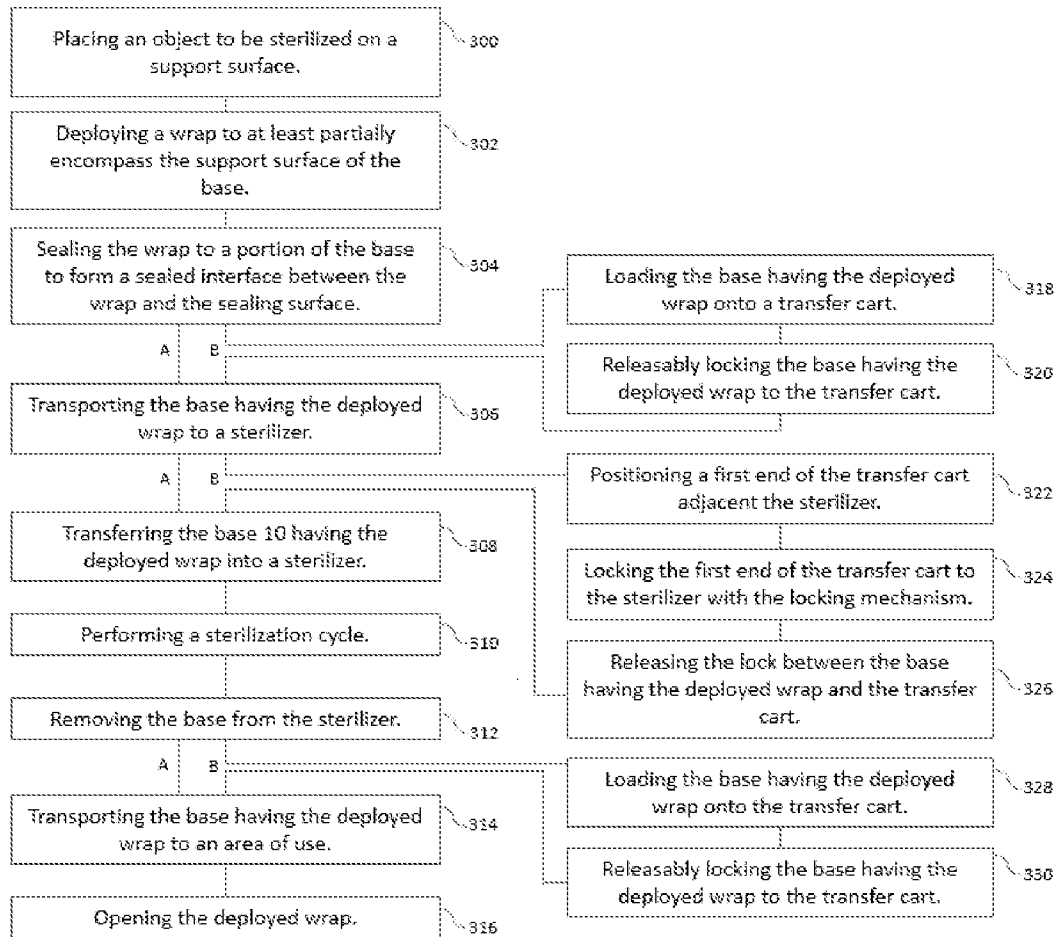 Placing an object to be sterilized on a
support surface.
300
Deploying a wrap to at least partially
encompass the support surface of the
base.
302
Sealing the wrap to a portion of the base
to form a sealed interface between the
wrap and the sealing surface.
304
A B
Transporting the base having the deployed
wrap to a sterilizer.
306
A B
Transferring the base 10 having the
deployed wrap into a sterilizer.
308
Performing a sterilization cycle.
310
Removing the base from the sterilizer.
312
A B
Transporting the base having the deployed
wrap to an area of use.
314
Opening the deployed wrap.
316
Loading the base having the deployed
wrap onto a transfer cart.
318
Releasably locking the base having the
deployed wrap to the transfer cart.
320
Positioning a first end of the transfer cart
adjacent the sterilizer.
322
Locking the first end of the transfer cart to
the sterilizer with the locking mechanism.
324
Releasing the lock between the base
having the deployed wrap and the transfer
cart.
326
Loading the base having the deployed
wrap onto the transfer cart.
328
Releasably locking the base having the
deployed wrap to the transfer cart.
330